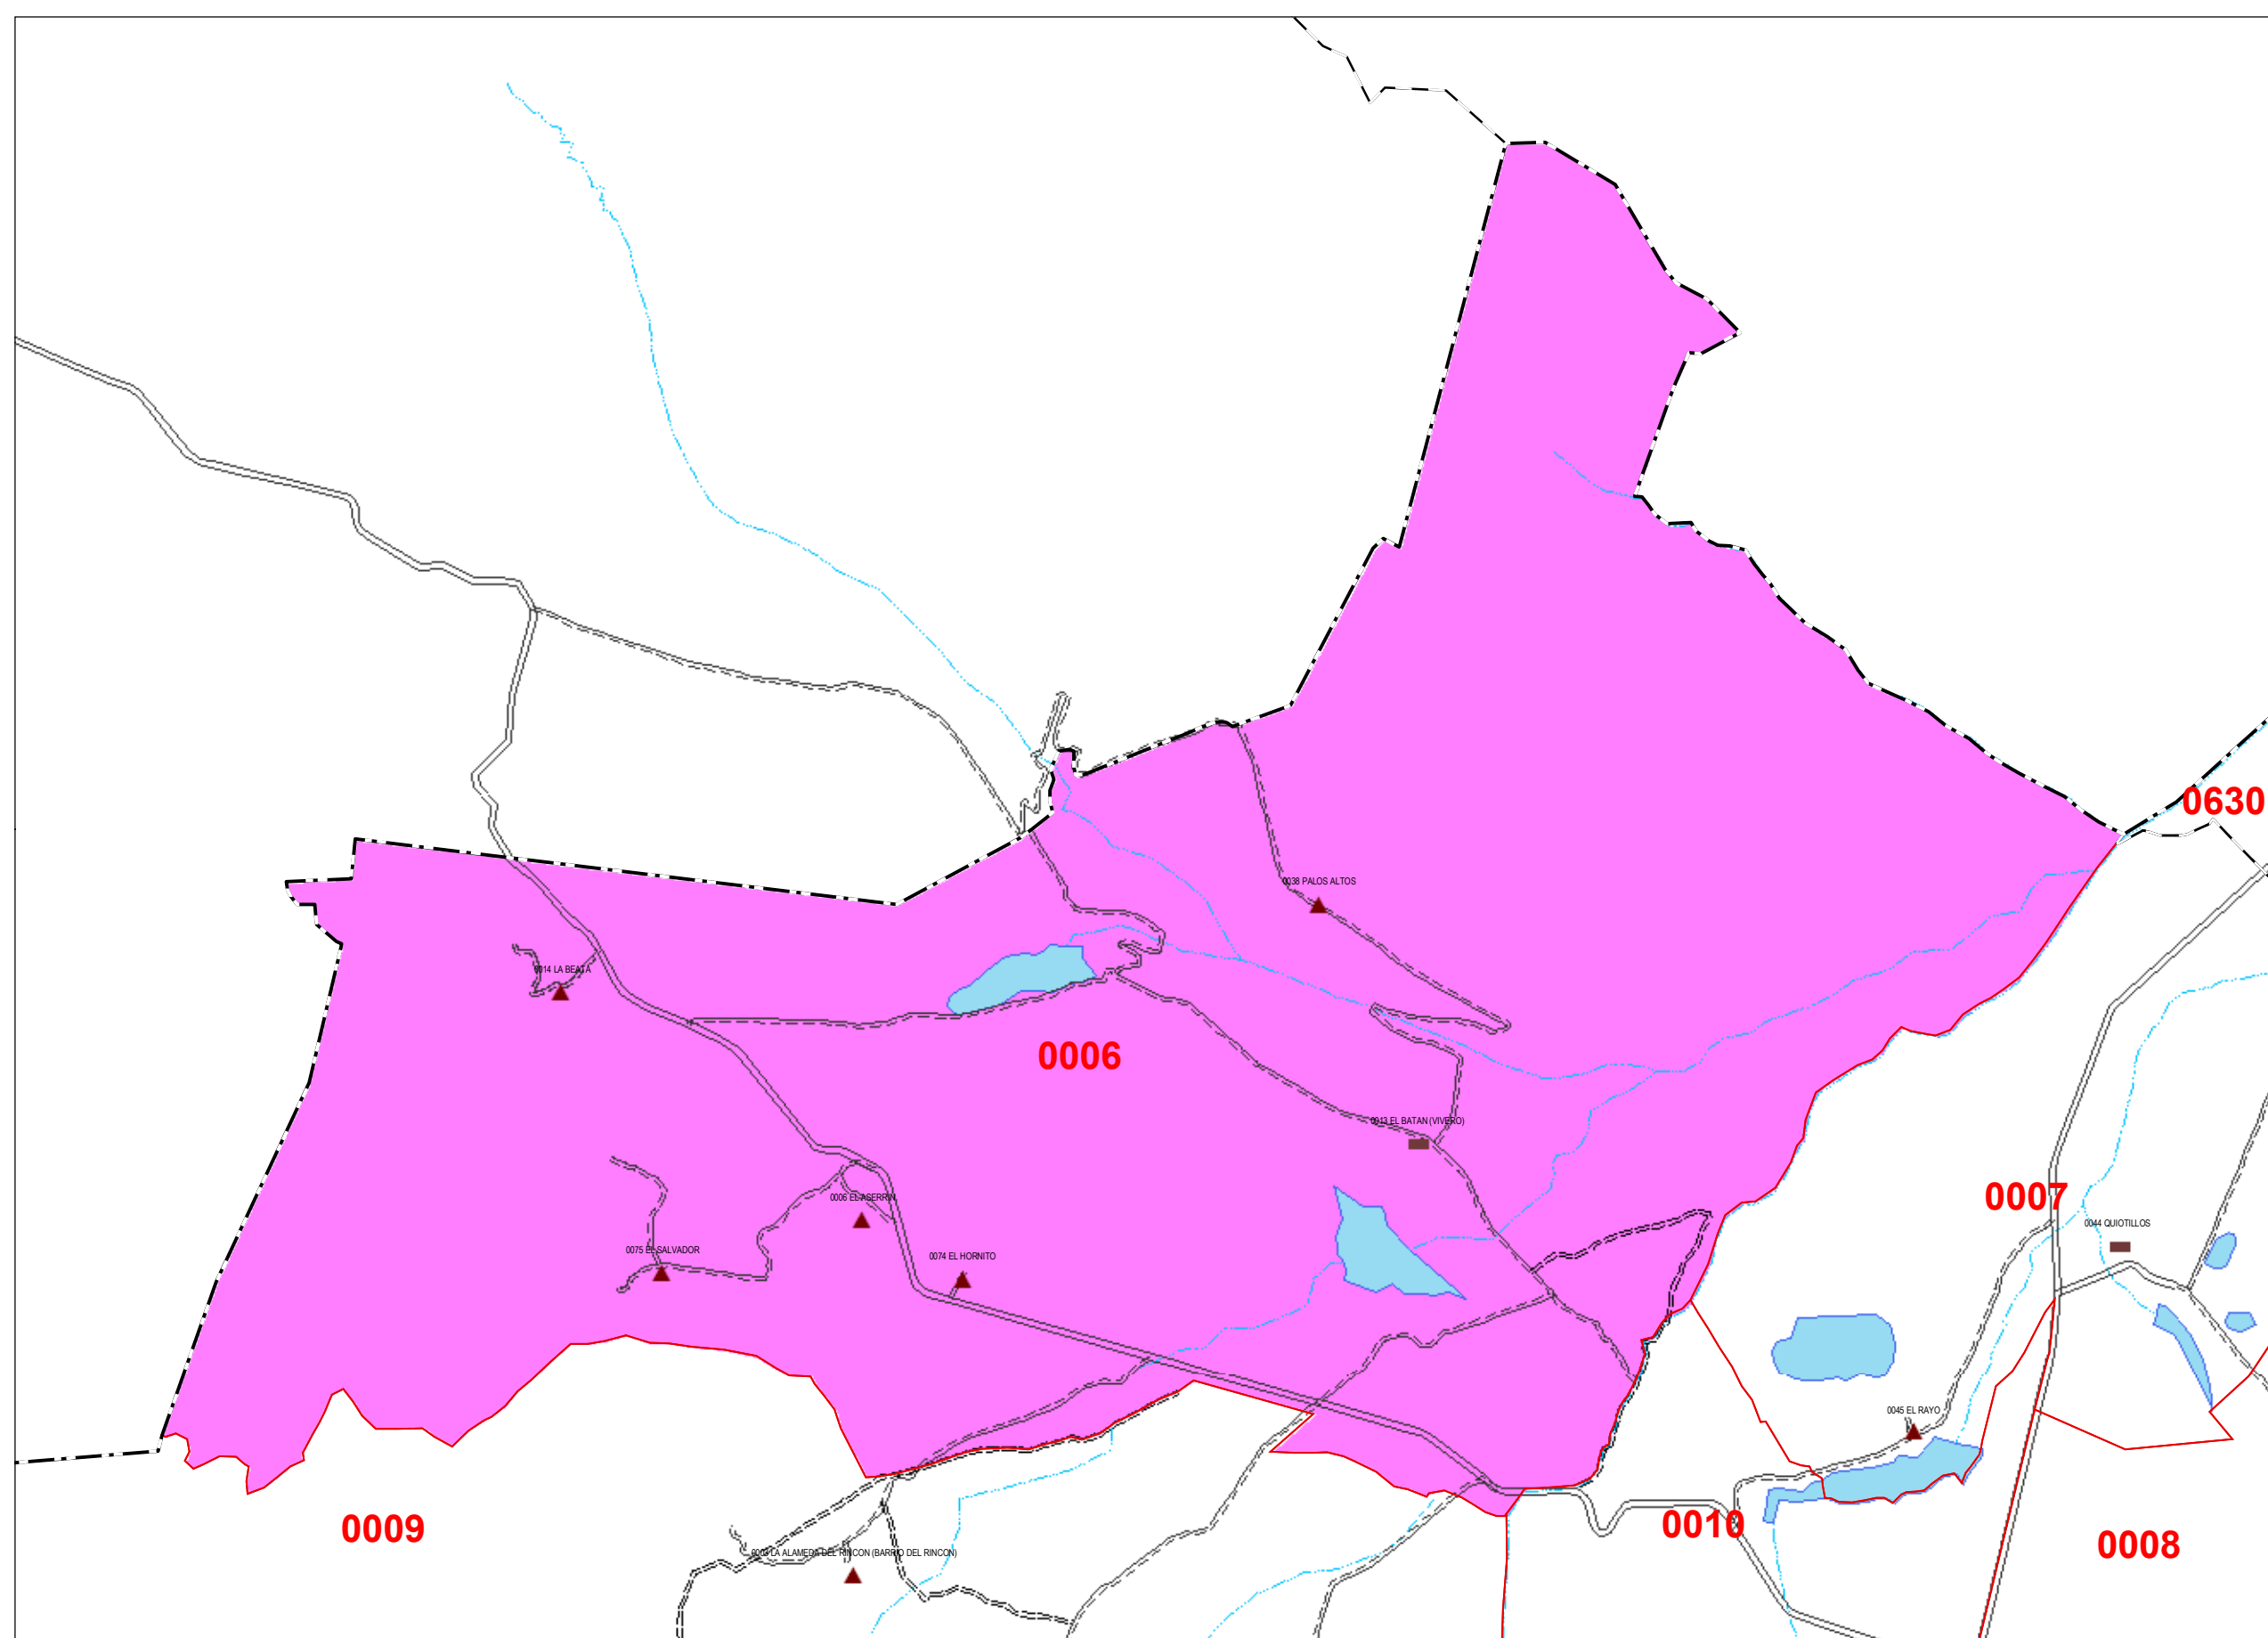 0630
0038 PALOS ALTOS
0014 LA BEATA
0006
0013 EL BATAN (VIVERO)
0007
0006 EL ASERRIN
0044 QUIOTILLOS
0075 EL SALVADOR
0074 EL HORNITO
0045 EL RAYO
0009
0010
0008
0003 LA ALAMEDA DEL RINCON (BARRIO DEL RINCON)